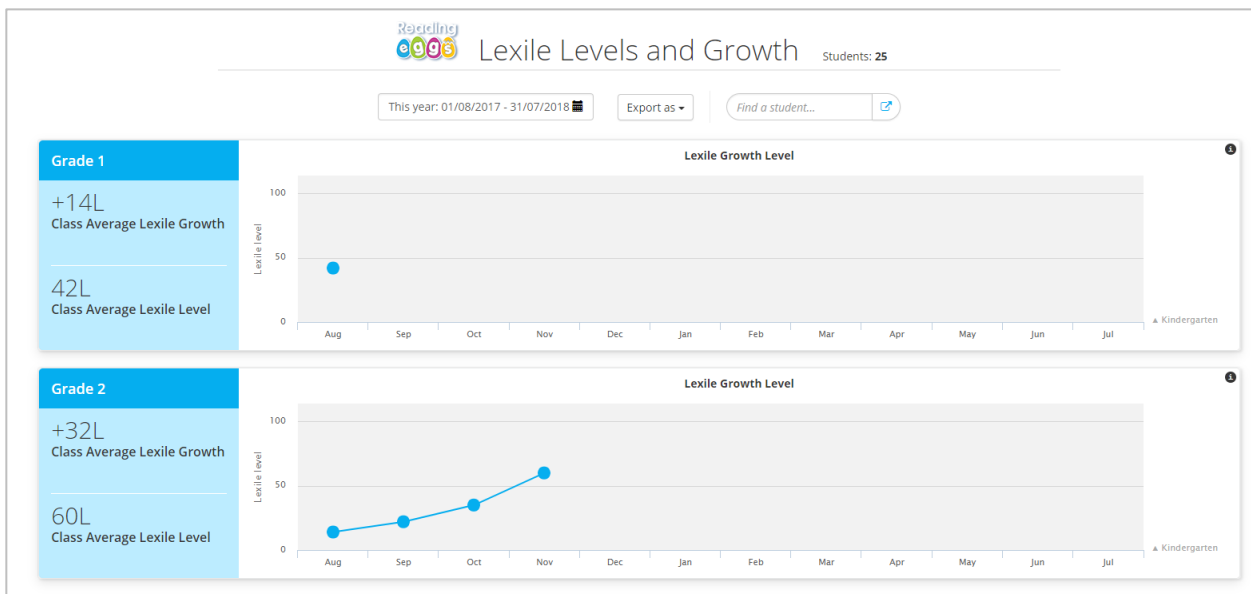 Reading
eggs
Lexile Levels and Growth Students: 25
This year: 01/08/2017 - 31/07/2018 Export as Find a student...
Grade 1
+14L
Class Average Lexile Growth
42L
Class Average Lexile Level
Lexile Growth Level
Lexile level
100
50
0
Aug Sep Oct Nov Dec Jan Feb Mar Apr May Jun Jul
▲ Kindergarten
Grade 2
+32L
Class Average Lexile Growth
60L
Class Average Lexile Level
Lexile Growth Level
Lexile level
100
50
0
Aug Sep Oct Nov Dec Jan Feb Mar Apr May Jun Jul
▲ Kindergarten